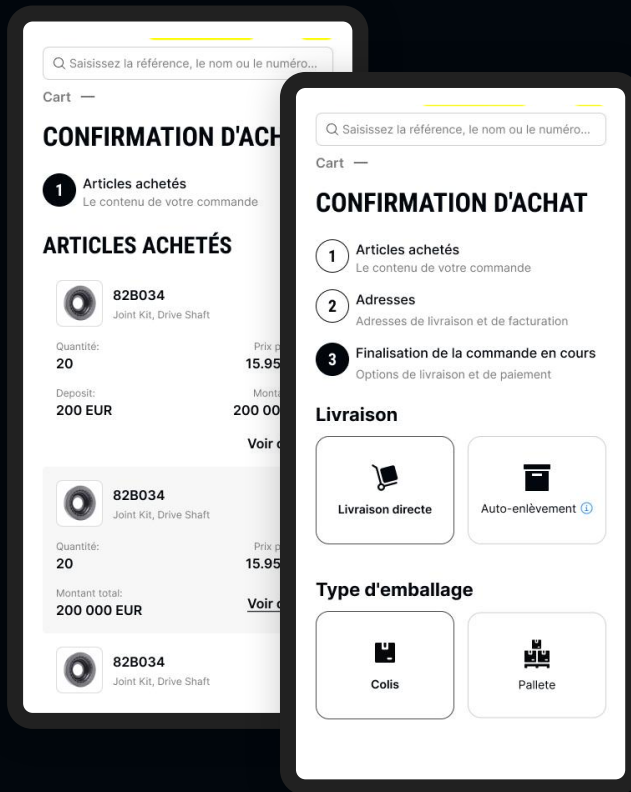 Saisissez la référence, le nom ou le numéro...
Cart —
CONFIRMATION D'ACH
1
Articles achetés
Le contenu de votre commande
ARTICLES ACHETÉS
82B034
Joint Kit, Drive Shaft
Quantité:
Prix p
20
15.95
Deposit:
Monta
200 EUR
200 00
Voir
82B034
Joint Kit, Drive Shaft
Quantité:
Prix p
20
15.95
Montant total:
200 000 EUR
Voir
82B034
Joint Kit, Drive Shaft
Saisissez la référence, le nom ou le numéro...
Cart —
CONFIRMATION D'ACHAT
1
Articles achetés
Le contenu de votre commande
2
Adresses
Adresses de livraison et de facturation
3
Finalisation de la commande en cours
Options de livraison et de paiement
Livraison
Livraison directe
Auto-enlèvement
Type d'emballage
Colis
Pallete